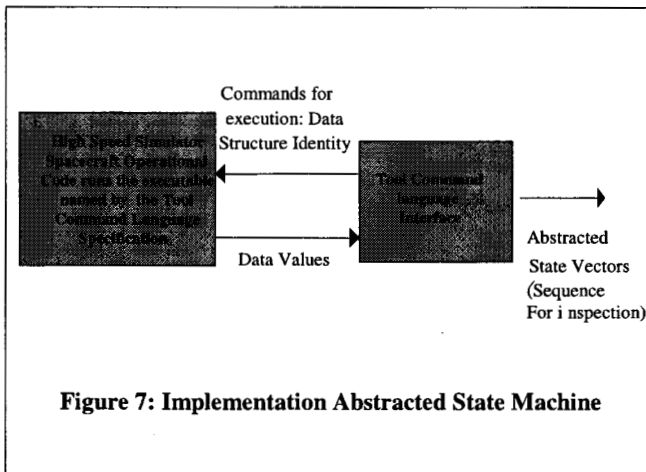 Commands for
execution: Data
Structure Identity
High Speed Simulator
Spacecraft Operational
Code runs the executable
named by the Tool
Command Language
Specification.
Tool Command
language
Interface
Data Values
Abstracted
State Vectors
(Sequence
For i nspection)
Figure 7: Implementation Abstracted State Machine